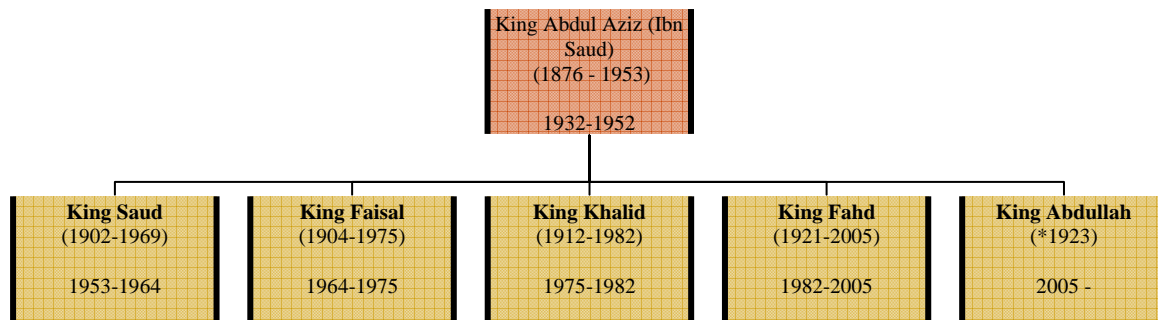 King Abdul Aziz (Ibn
Saud)
(1876 - 1953)
1932-1952
King Saud
(1902-1969)
1953-1964
King Faisal
(1904-1975)
1964-1975
King Khalid
(1912-1982)
1975-1982
King Fahd
(1921-2005)
1982-2005
King Abdullah
(*1923)
2005 -